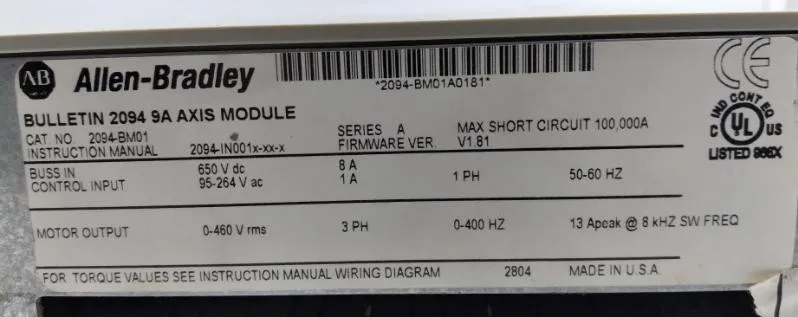 AB Allen-Bradley
*2094-BM01A0181*
CE
BULLETIN 2094 9A AXIS MODULE
CAT. NO. 2094-BM01 SERIES A MAX SHORT CIRCUIT 100,000A
INSTRUCTION MANUAL 2094-IN001x-xx-x FIRMWARE VER. V1.81
IND CONT EQ
C UL US
LISTED 966X
BUSS IN 650 V dc 8 A
CONTROL INPUT 95-264 V ac 1 A 1 PH 50-60 HZ
MOTOR OUTPUT 0-460 V rms 3 PH 0-400 HZ 13 Apeak @ 8 kHZ SW FREQ
FOR TORQUE VALUES SEE INSTRUCTION MANUAL WIRING DIAGRAM 2804 MADE IN U.S.A.